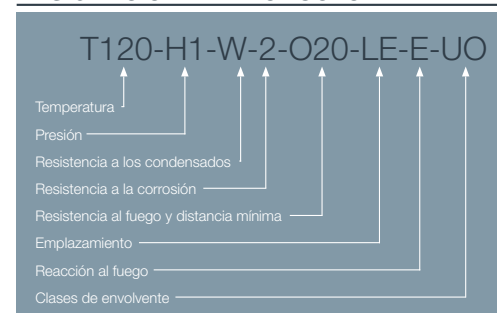 T120-H1-W-2-O20-LE-E-UO
Temperatura
Presión
Resistencia a los condensados
Resistencia a la corrosión
Resistencia al fuego y distancia mínima
Emplazamiento
Reacción al fuego
Clases de envolvente